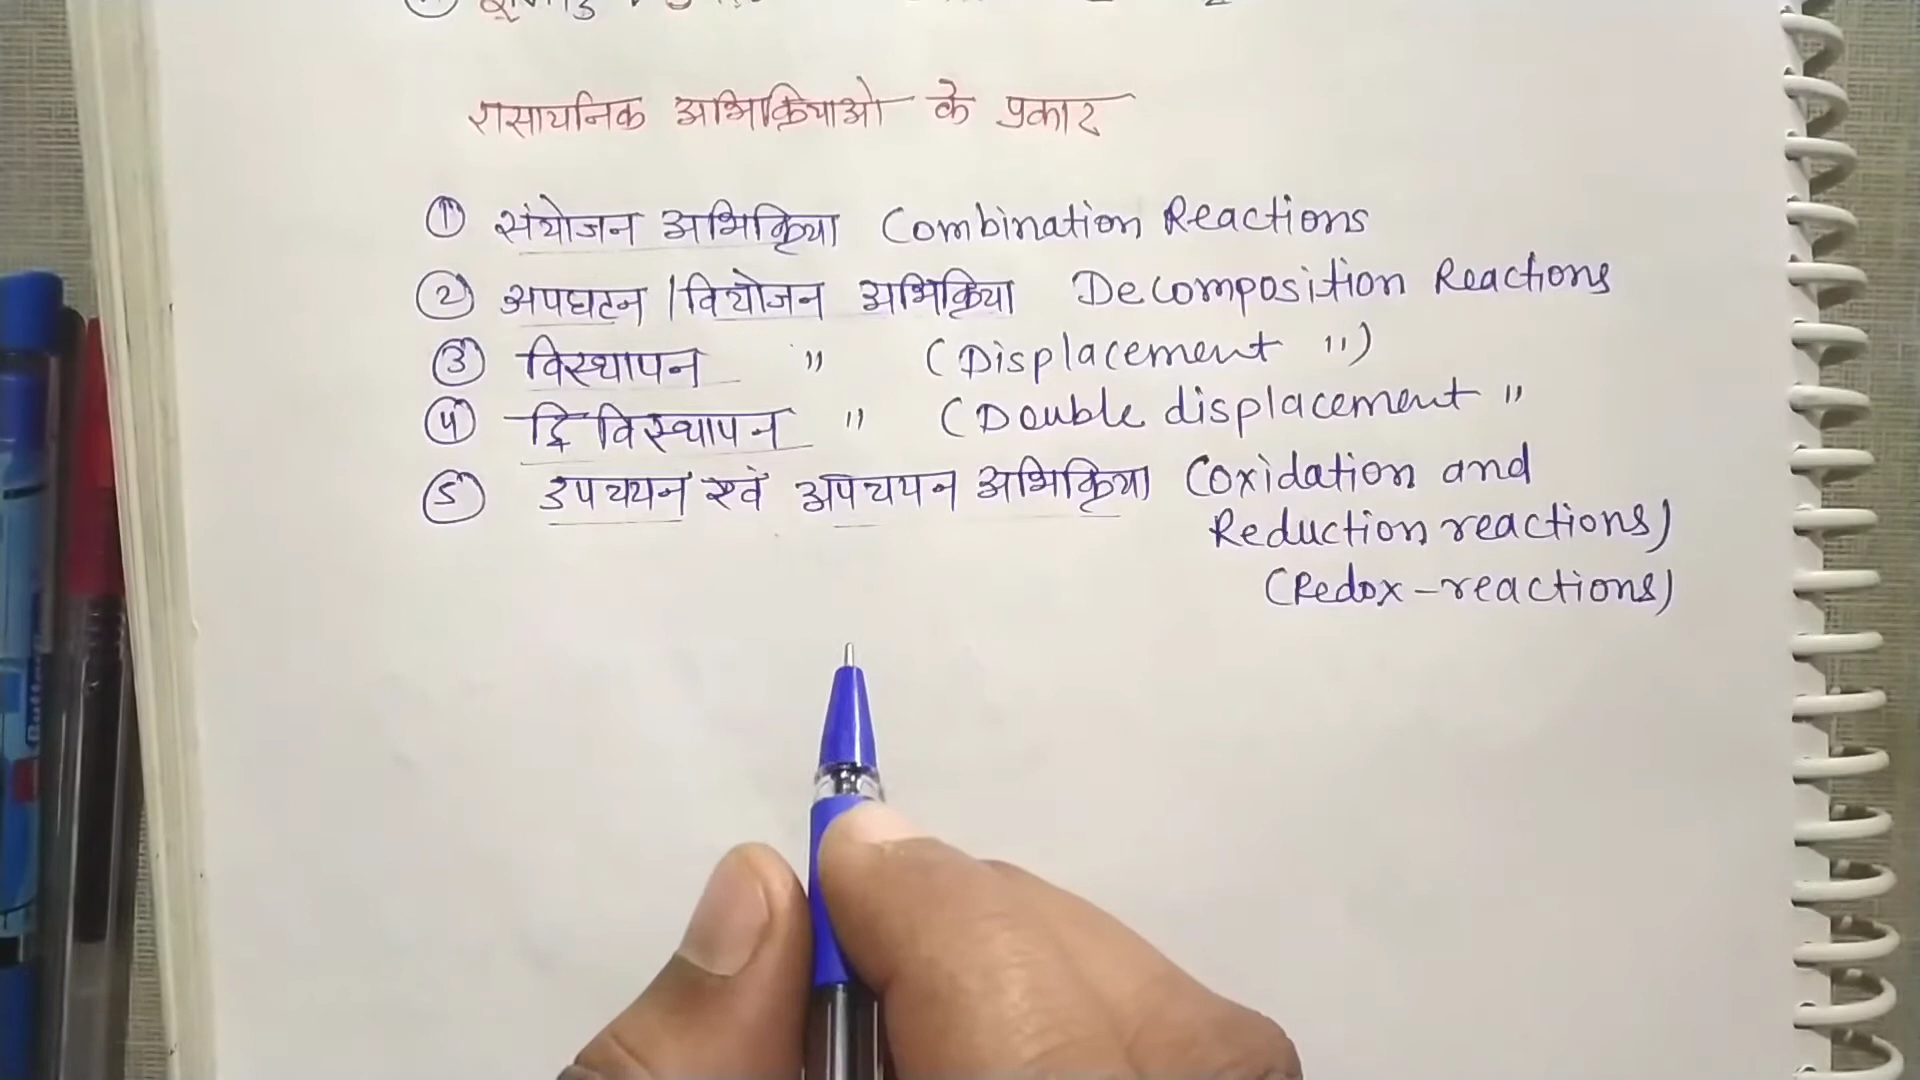 रासायनिक अभिक्रियाओ के प्रकार
① संयोजन अभिक्रिया Combination Reactions
② अपघटन / वियोजन अभिक्रिया Decomposition Reactions
③ विस्थापन " (Displacement ")
④ द्वि विस्थापन " (Double displacement "
⑤ उपचयन एवं अपचयन अभिक्रिया (oxidation and
Reduction reactions)
(Redox-reactions)